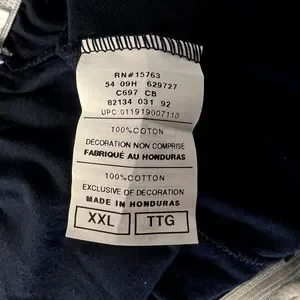 RN#15763
54 09H 629727
C697 CB
82134 031 92
UPC:011919007110
100%COTON
DECORATION NON COMPRISE
FABRIQUÉ AU HONDURAS
100%COTTON
EXCLUSIVE OF DECORATION
MADE IN HONDURAS
XXL TTG